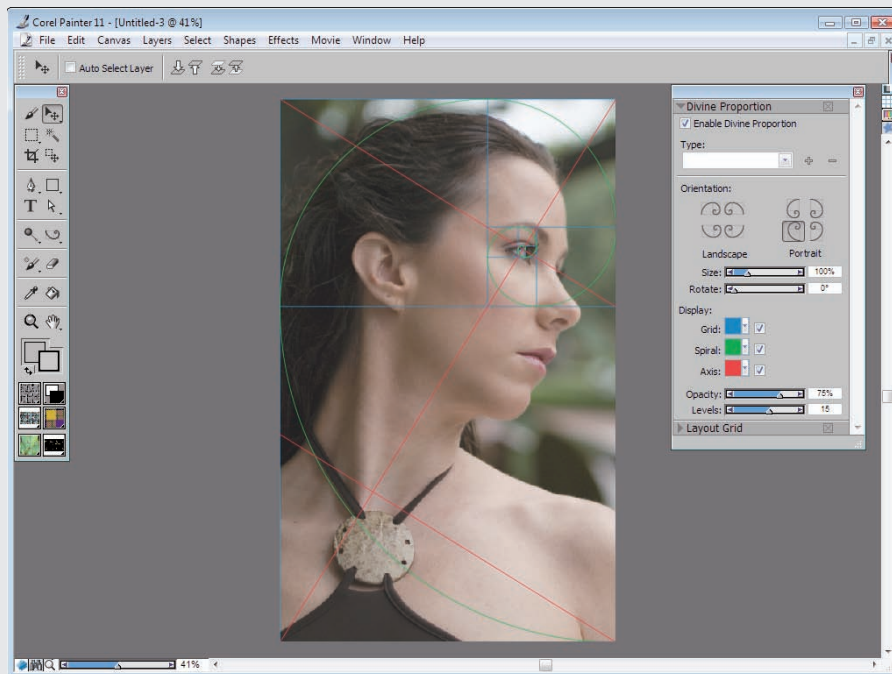 Corel Painter 11 - [Untitled-3 @ 41%]
File Edit Canvas Layers Select Shapes Effects Movie Window Help
Auto Select Layer
Divine Proportion
Enable Divine Proportion
Type:
Orientation:
Landscape Portrait
Size: 100%
Rotate: 0°
Display:
Grid:
Spiral:
Axis:
Opacity: 75%
Levels: 15
Layout Grid
T
41%